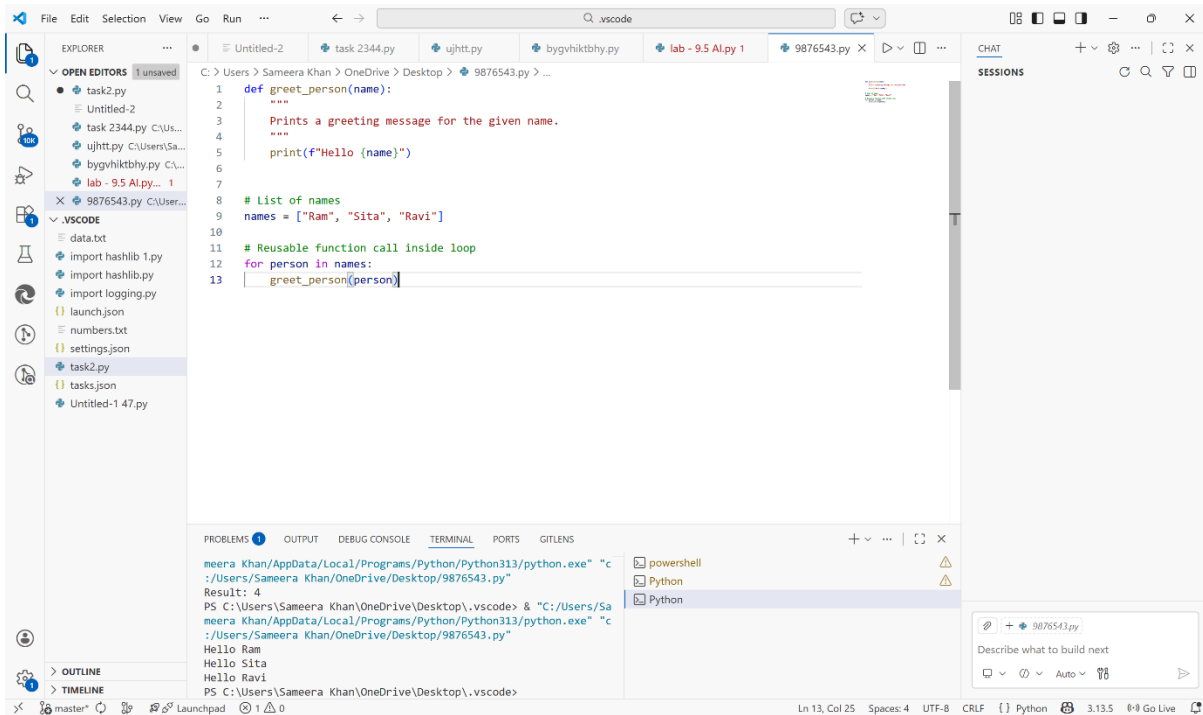 File Edit Selection View Go Run ... .vscode
EXPLORER ...
OPEN EDITORS 1 unsaved
task2.py
Untitled-2
task 2344.py C:\Us...
ujhtt.py C:\Users\Sa...
bygvhiktbhy.py C:\...
lab - 9.5 AI.py... 1
9876543.py C:\User...
.VSCODE
data.txt
import hashlib 1.py
import hashlib.py
import logging.py
launch.json
numbers.txt
settings.json
task2.py
tasks.json
Untitled-1 47.py
OUTLINE
TIMELINE
1
10K
1
1
Untitled-2 task 2344.py ujhtt.py bygvhiktbhy.py lab - 9.5 AI.py 1 9876543.py
C: > Users > Sameera Khan > OneDrive > Desktop > 9876543.py > ...
1 def greet_person(name):
2 """
3 Prints a greeting message for the given name.
4 """
5 print(f"Hello {name}")
6
7
8 # List of names
9 names = ["Ram", "Sita", "Ravi"]
10
11 # Reusable function call inside loop
12 for person in names:
13 greet_person(person)
PROBLEMS 1 OUTPUT DEBUG CONSOLE TERMINAL PORTS GITLENS
meera Khan/AppData/Local/Programs/Python/Python313/python.exe" "c
:/Users/Sameera Khan/OneDrive/Desktop/9876543.py"
Result: 4
PS C:\Users\Sameera Khan\OneDrive\Desktop\.vscode> & "C:/Users/Sa
meera Khan/AppData/Local/Programs/Python/Python313/python.exe" "c
:/Users/Sameera Khan/OneDrive/Desktop/9876543.py"
Hello Ram
Hello Sita
Hello Ravi
PS C:\Users\Sameera Khan\OneDrive\Desktop\.vscode>
powershell
Python
Python
CHAT
SESSIONS
9876543.py
Describe what to build next
Auto
master* Launchpad 1 0 Ln 13, Col 25 Spaces: 4 UTF-8 CRLF {} Python 3.13.5 Go Live